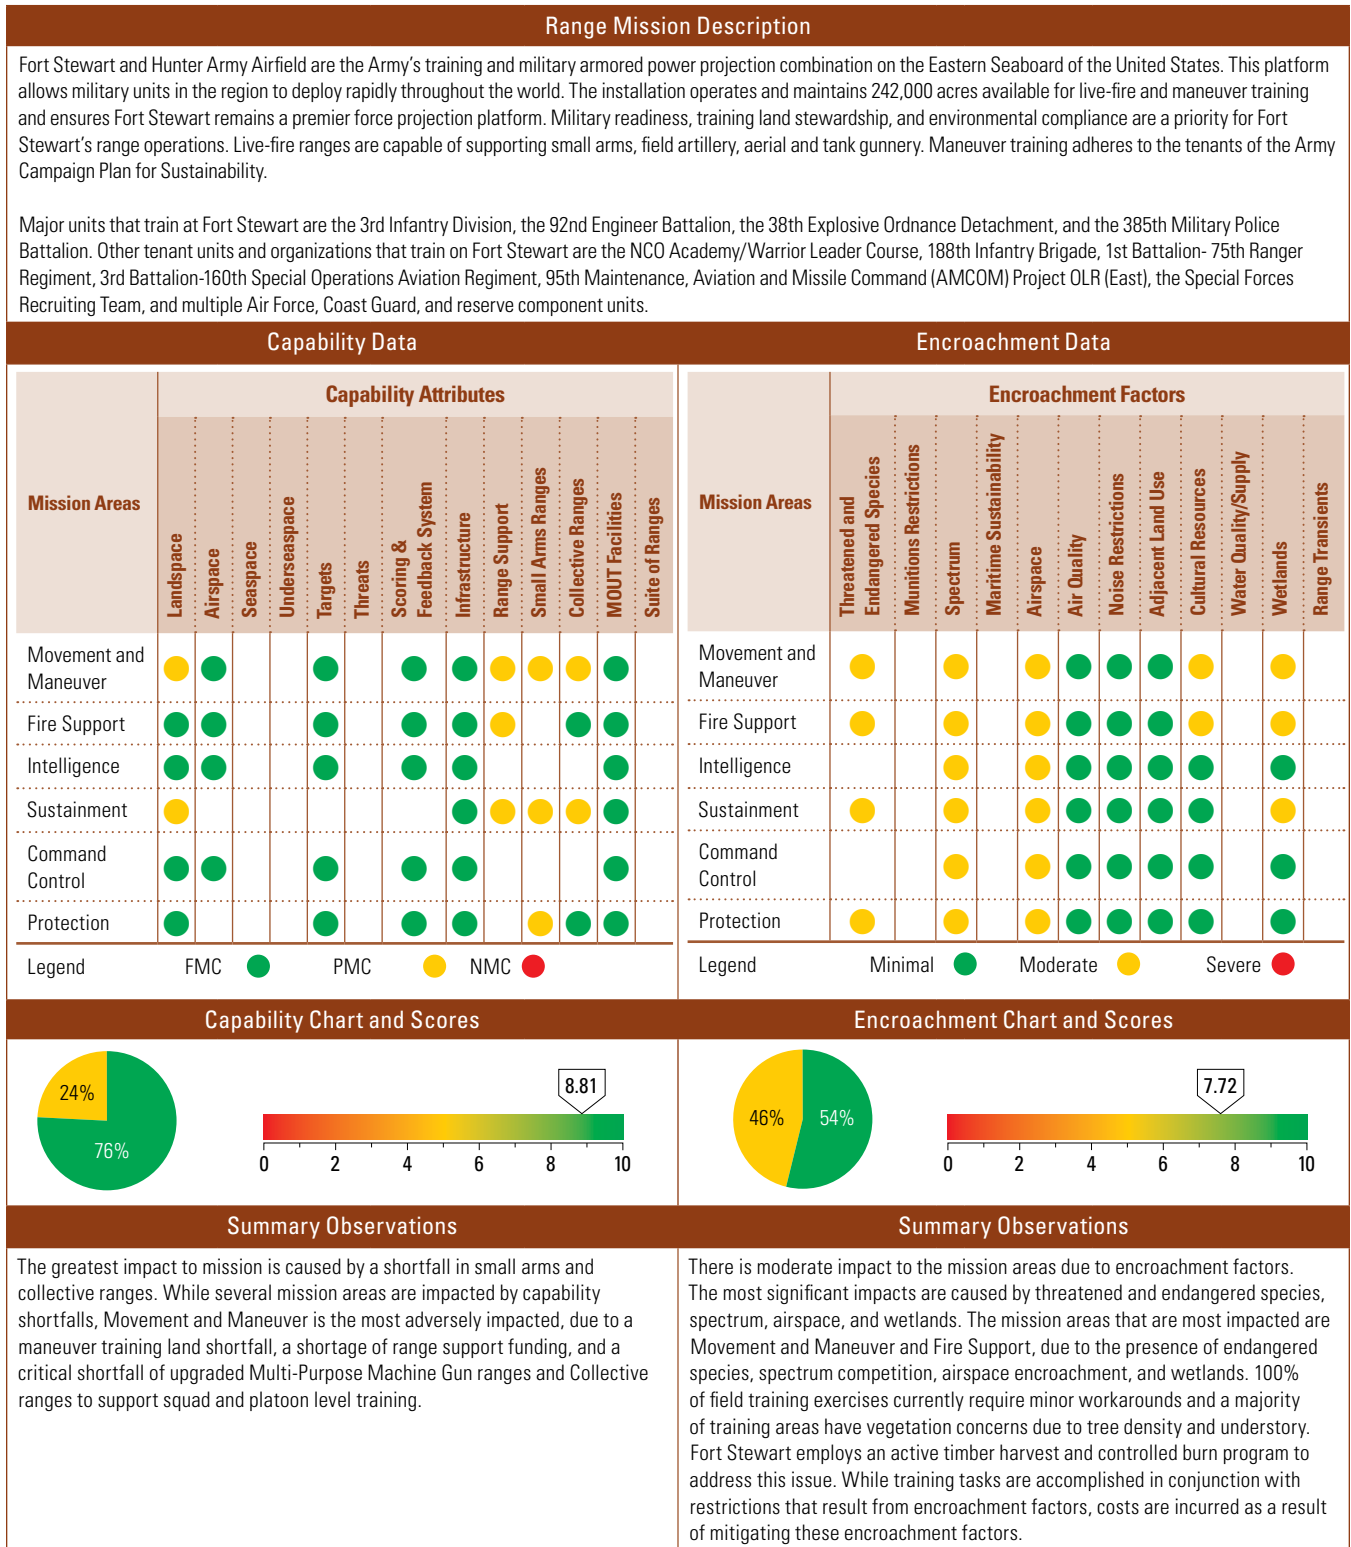 Range Mission Description
Fort Stewart and Hunter Army Airfield are the Army’s training and military armored power projection combination on the Eastern Seaboard of the United States. This platform
allows military units in the region to deploy rapidly throughout the world. The installation operates and maintains 242,000 acres available for live-fire and maneuver training
and ensures Fort Stewart remains a premier force projection platform. Military readiness, training land stewardship, and environmental compliance are a priority for Fort
Stewart’s range operations. Live-fire ranges are capable of supporting small arms, field artillery, aerial and tank gunnery. Maneuver training adheres to the tenants of the Army
Campaign Plan for Sustainability.
Major units that train at Fort Stewart are the 3rd Infantry Division, the 92nd Engineer Battalion, the 38th Explosive Ordnance Detachment, and the 385th Military Police
Battalion. Other tenant units and organizations that train on Fort Stewart are the NCO Academy/Warrior Leader Course, 188th Infantry Brigade, 1st Battalion- 75th Ranger
Regiment, 3rd Battalion-160th Special Operations Aviation Regiment, 95th Maintenance, Aviation and Missile Command (AMCOM) Project OLR (East), the Special Forces
Recruiting Team, and multiple Air Force, Coast Guard, and reserve component units.
Capability Data
Mission Areas
Capability Attributes
Landspace
Airspace
Seaspace
Underseaspace
Targets
Threats
Scoring &
Feedback System
Infrastructure
Range Support
Small Arms Ranges
Collective Ranges
MOUT Facilities
Suite of Ranges
Movement and
Maneuver
Fire Support
Intelligence
Sustainment
Command
Control
Protection
Legend FMC PMC NMC
Encroachment Data
Mission Areas
Encroachment Factors
Threatened and
Endangered Species
Munitions Restrictions
Spectrum
Maritime Sustainability
Airspace
Air Quality
Noise Restrictions
Adjacent Land Use
Cultural Resources
Water Quality/Supply
Wetlands
Range Transients
Movement and
Maneuver
Fire Support
Intelligence
Sustainment
Command
Control
Protection
Legend Minimal Moderate Severe
Capability Chart and Scores
24%
76%
8.81
0 2 4 6 8 10
Encroachment Chart and Scores
46% 54%
7.72
0 2 4 6 8 10
Summary Observations
The greatest impact to mission is caused by a shortfall in small arms and
collective ranges. While several mission areas are impacted by capability
shortfalls, Movement and Maneuver is the most adversely impacted, due to a
maneuver training land shortfall, a shortage of range support funding, and a
critical shortfall of upgraded Multi-Purpose Machine Gun ranges and Collective
ranges to support squad and platoon level training.
Summary Observations
There is moderate impact to the mission areas due to encroachment factors.
The most significant impacts are caused by threatened and endangered species,
spectrum, airspace, and wetlands. The mission areas that are most impacted are
Movement and Maneuver and Fire Support, due to the presence of endangered
species, spectrum competition, airspace encroachment, and wetlands. 100%
of field training exercises currently require minor workarounds and a majority
of training areas have vegetation concerns due to tree density and understory.
Fort Stewart employs an active timber harvest and controlled burn program to
address this issue. While training tasks are accomplished in conjunction with
restrictions that result from encroachment factors, costs are incurred as a result
of mitigating these encroachment factors.